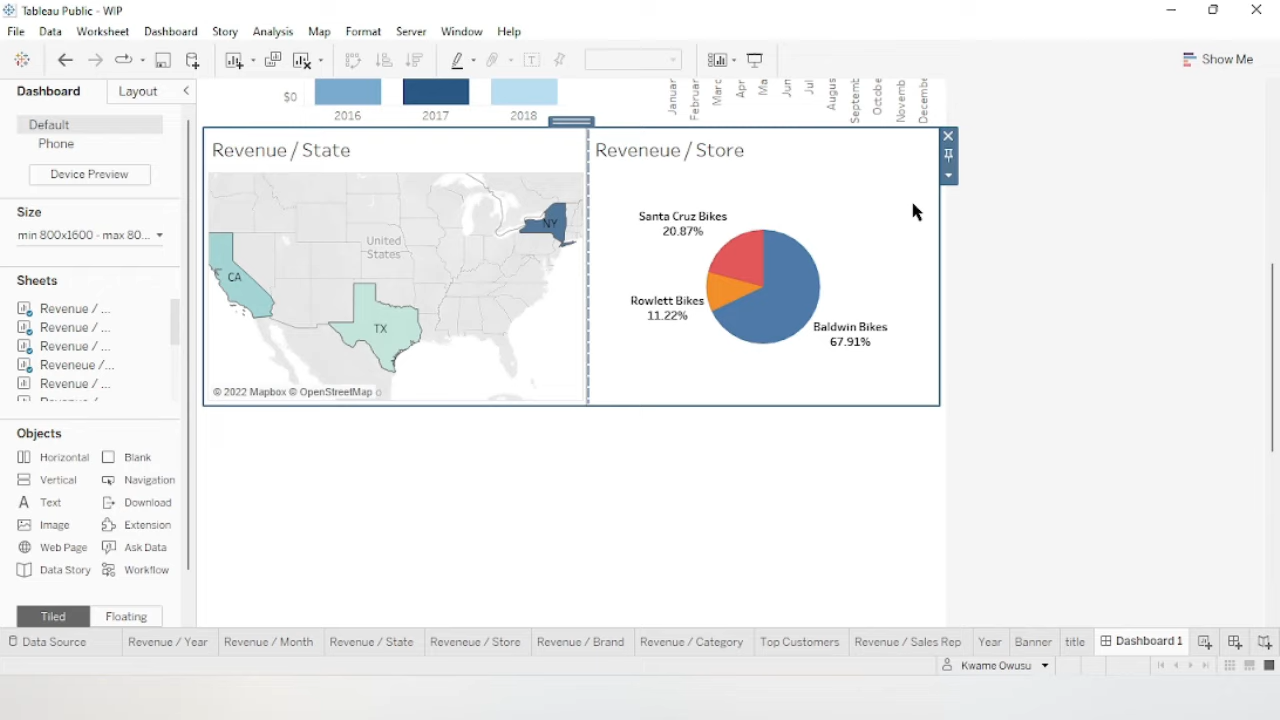 Tableau Public - WIP
File Data Worksheet Dashboard Story Analysis Map Format Server Window Help
Show Me
Dashboard Layout
Default
Phone
Device Preview
Size
min 800x1600 - max 80...
Sheets
Revenue / ...
Revenue / ...
Revenue / ...
Reveneue / ...
Revenue / ...
Objects
Horizontal Blank
Vertical Navigation
Text Download
Image Extension
Web Page Ask Data
Data Story Workflow
Tiled Floating
$0
2016 2017 2018
Januar Februar Marc Apr Ma Jun Jul Augus Septemb Octobe Novemb Decembe
Revenue / State
United
States
NY
CA
TX
© 2022 Mapbox © OpenStreetMap
Reveneue / Store
Santa Cruz Bikes
20.87%
Rowlett Bikes
11.22%
Baldwin Bikes
67.91%
Data Source Revenue / Year Revenue / Month Revenue / State Reveneue / Store Revenue / Brand Revenue / Category Top Customers Revenue / Sales Rep Year Banner title Dashboard 1
Kwame Owusu